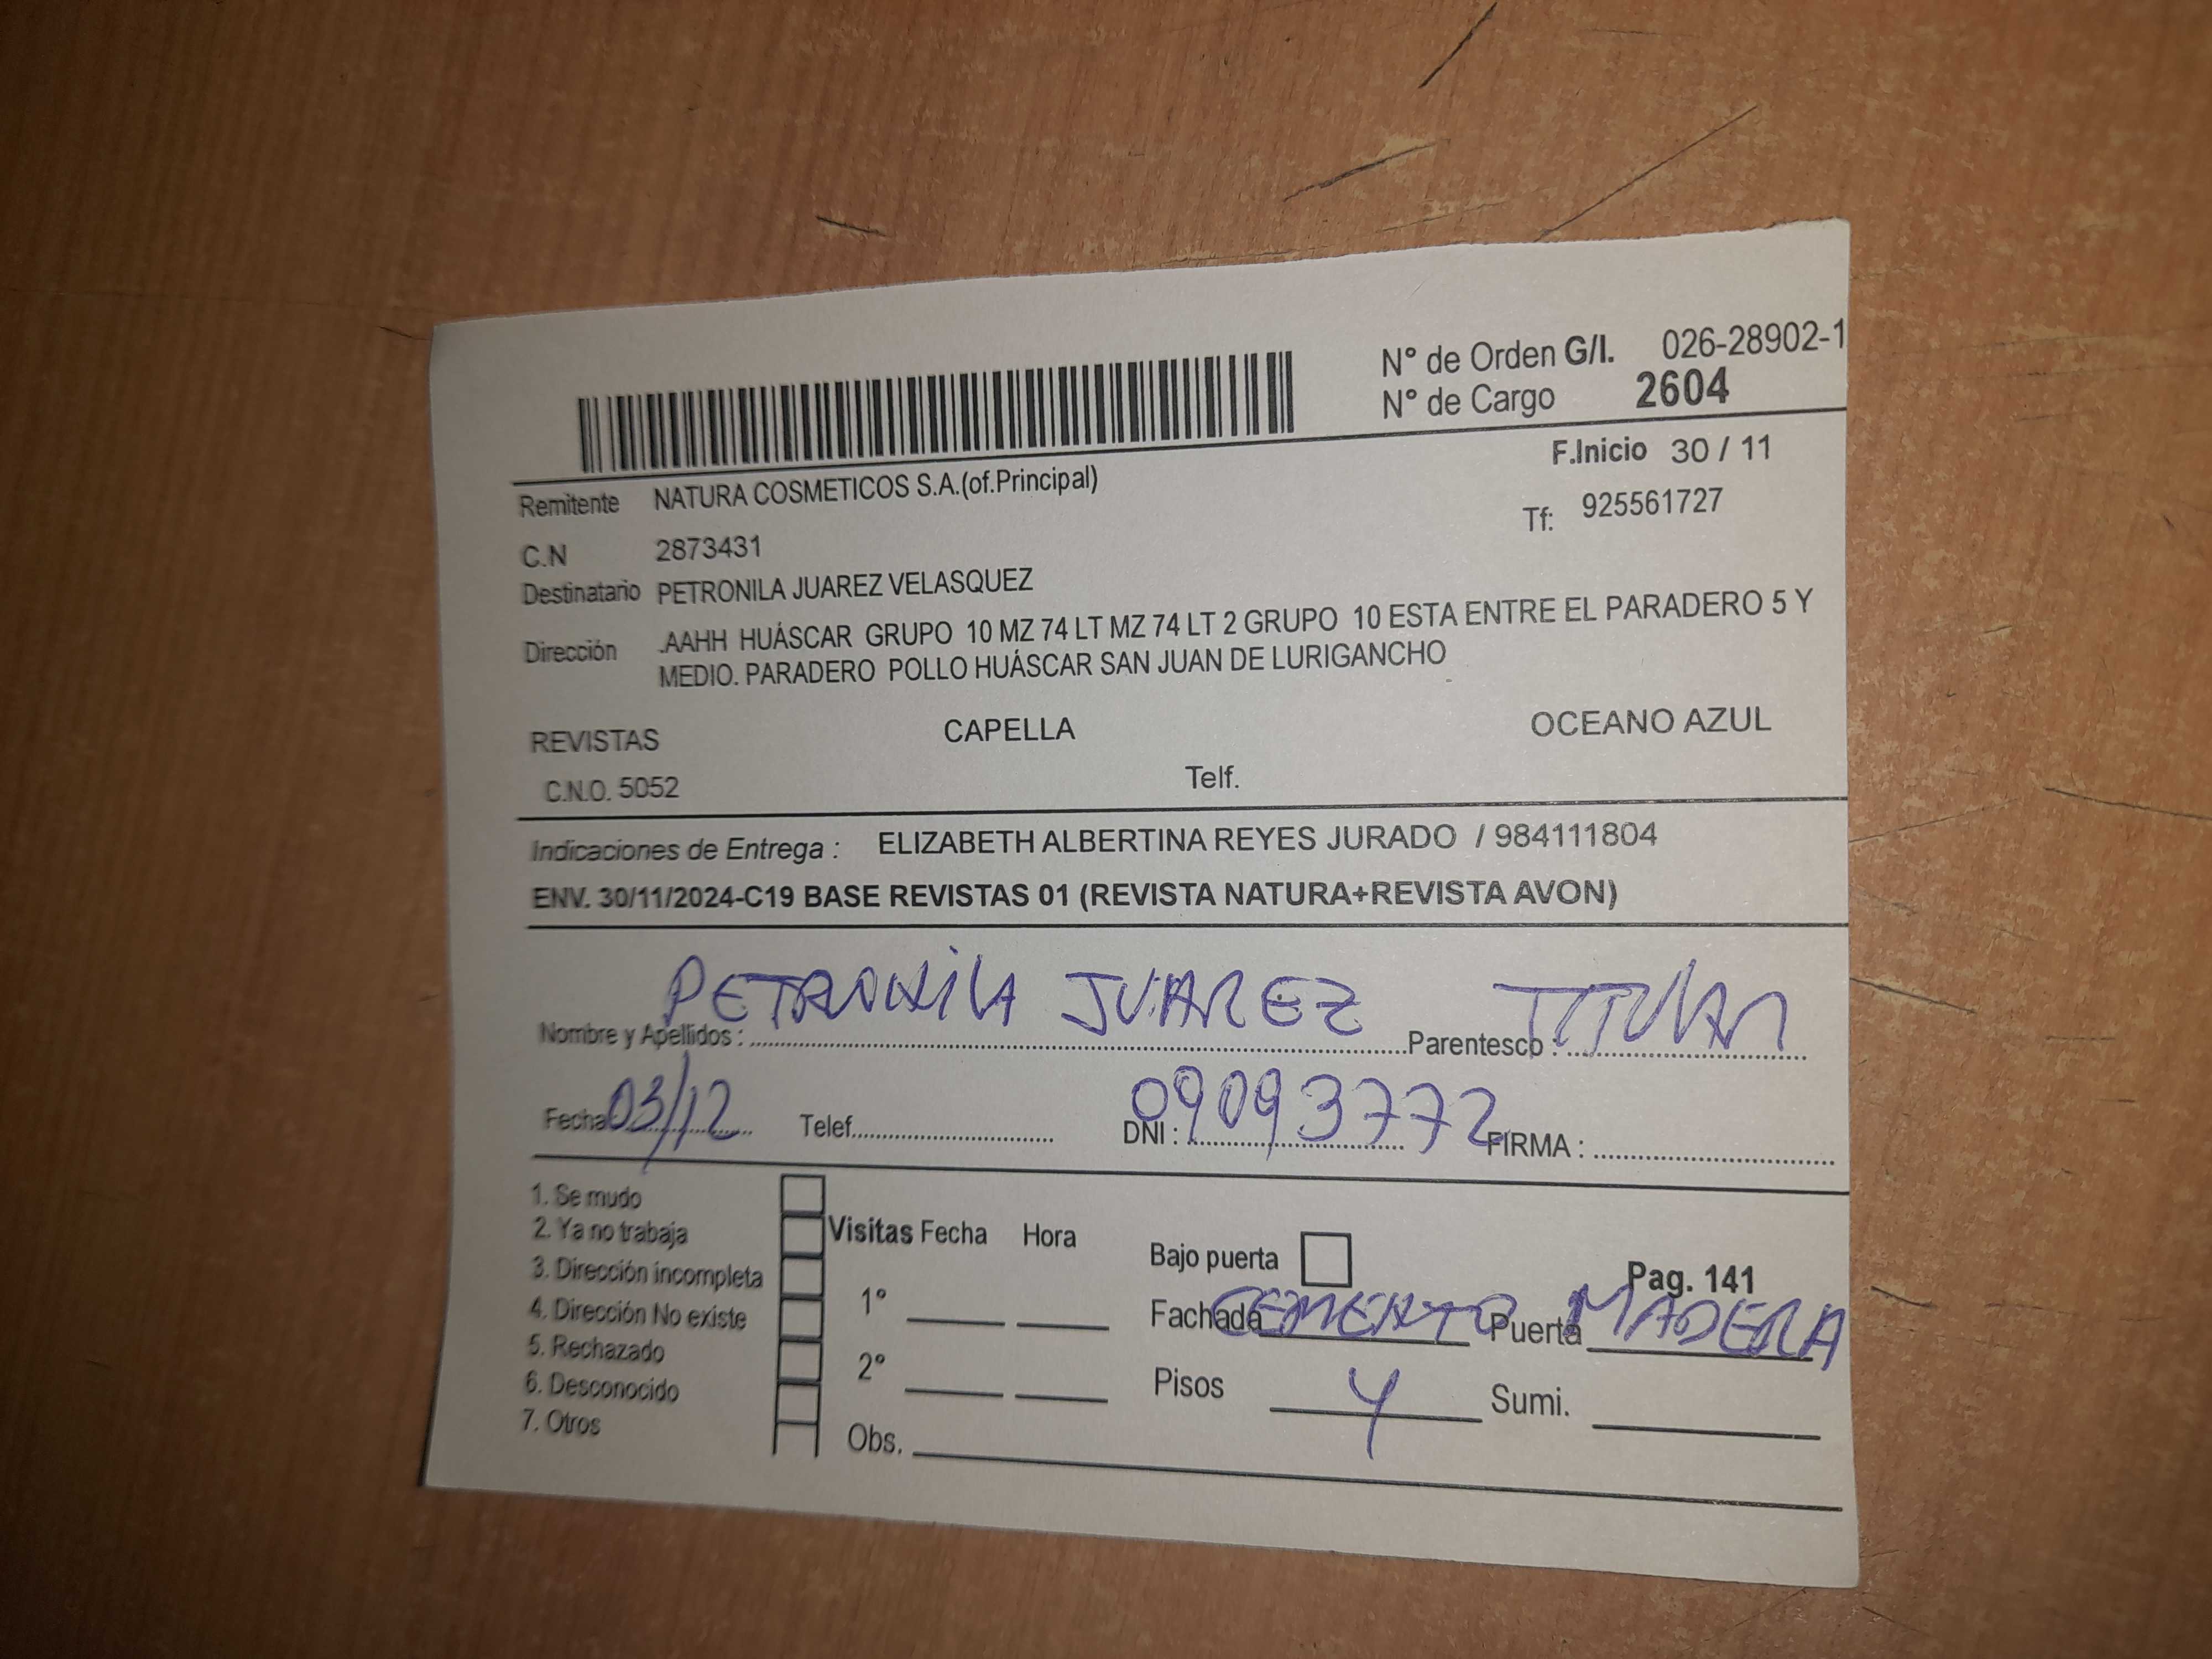 N° de Orden G/I. 026-28902-1
N° de Cargo 2604
F.Inicio 30 / 11
Remitente NATURA COSMETICOS S.A.(of.Principal)
Tf: 925561727
C.N 2873431
Destinatario PETRONILA JUAREZ VELASQUEZ
Dirección .AAHH HUÁSCAR GRUPO 10 MZ 74 LT MZ 74 LT 2 GRUPO 10 ESTA ENTRE EL PARADERO 5 Y
MEDIO. PARADERO POLLO HUÁSCAR SAN JUAN DE LURIGANCHO
REVISTAS CAPELLA OCEANO AZUL
C.N.O. 5052 Telf.
Indicaciones de Entrega : ELIZABETH ALBERTINA REYES JURADO / 984111804
ENV. 30/11/2024-C19 BASE REVISTAS 01 (REVISTA NATURA+REVISTA AVON)
Nombre y Apellidos : PETRONILA JUAREZ Parentesco : TITULAR
Fecha 03/12 Telef. DNI : 09093772 FIRMA :
1. Se mudo
2. Ya no trabaja
3. Dirección incompleta
4. Dirección No existe
5. Rechazado
6. Desconocido
7. Otros
Visitas Fecha Hora
1°
2°
Obs.
Bajo puerta
Pag. 141
Fachada CEMENTO Puerta MADERA
Pisos 4 Sumi.